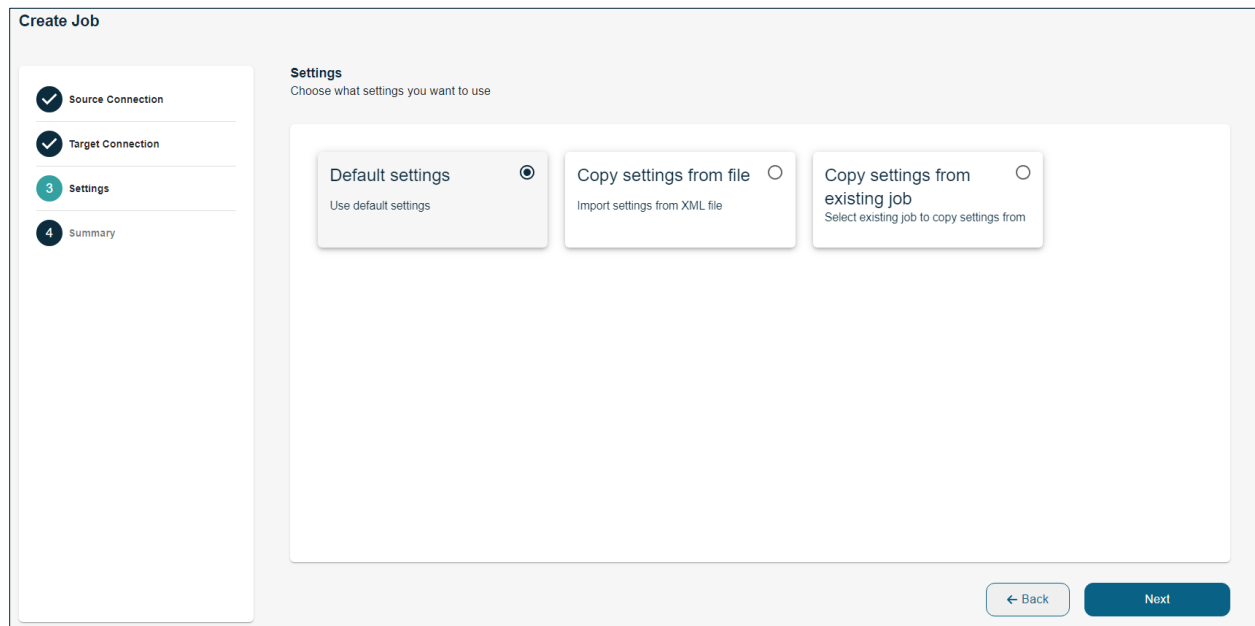 Create Job
Source Connection
Target Connection
3 Settings
4 Summary
Settings
Choose what settings you want to use
Default settings
Use default settings
Copy settings from file
Import settings from XML file
Copy settings from
existing job
Select existing job to copy settings from
← Back
Next